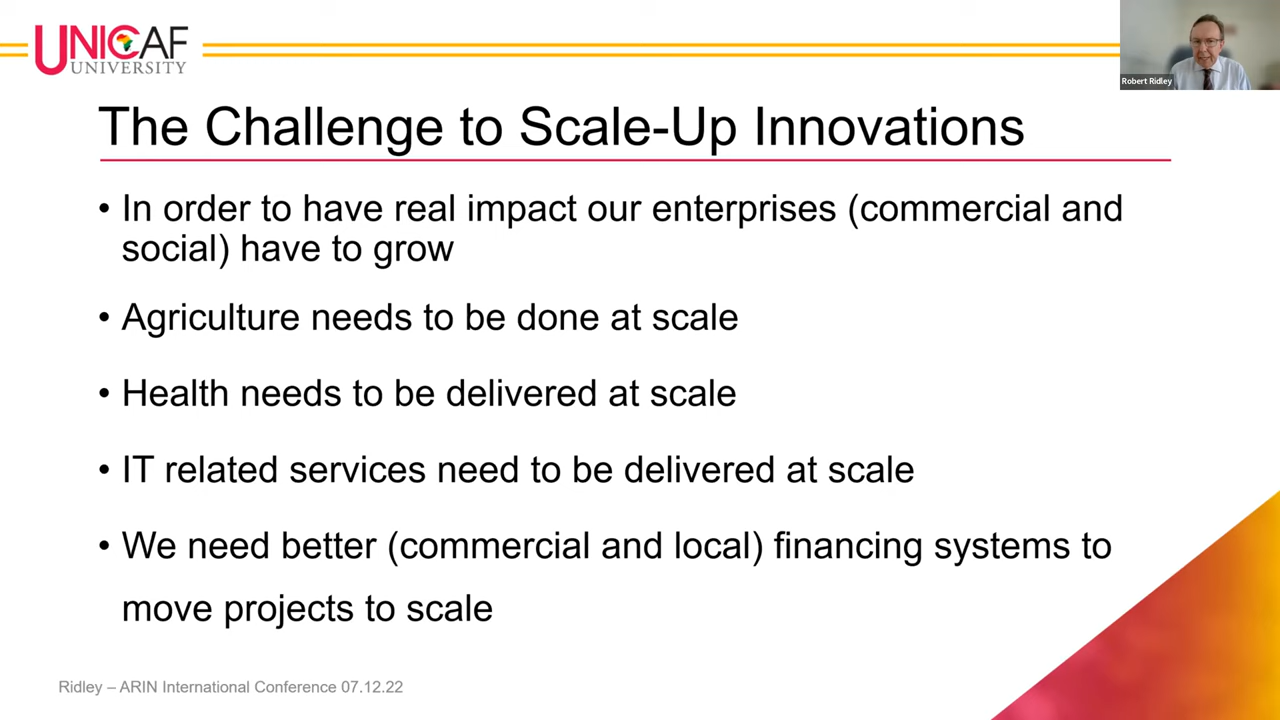 UNICAF
UNIVERSITY
Robert Ridley
The Challenge to Scale-Up Innovations
• In order to have real impact our enterprises (commercial and
social) have to grow
• Agriculture needs to be done at scale
• Health needs to be delivered at scale
• IT related services need to be delivered at scale
• We need better (commercial and local) financing systems to
move projects to scale
Ridley – ARIN International Conference 07.12.22